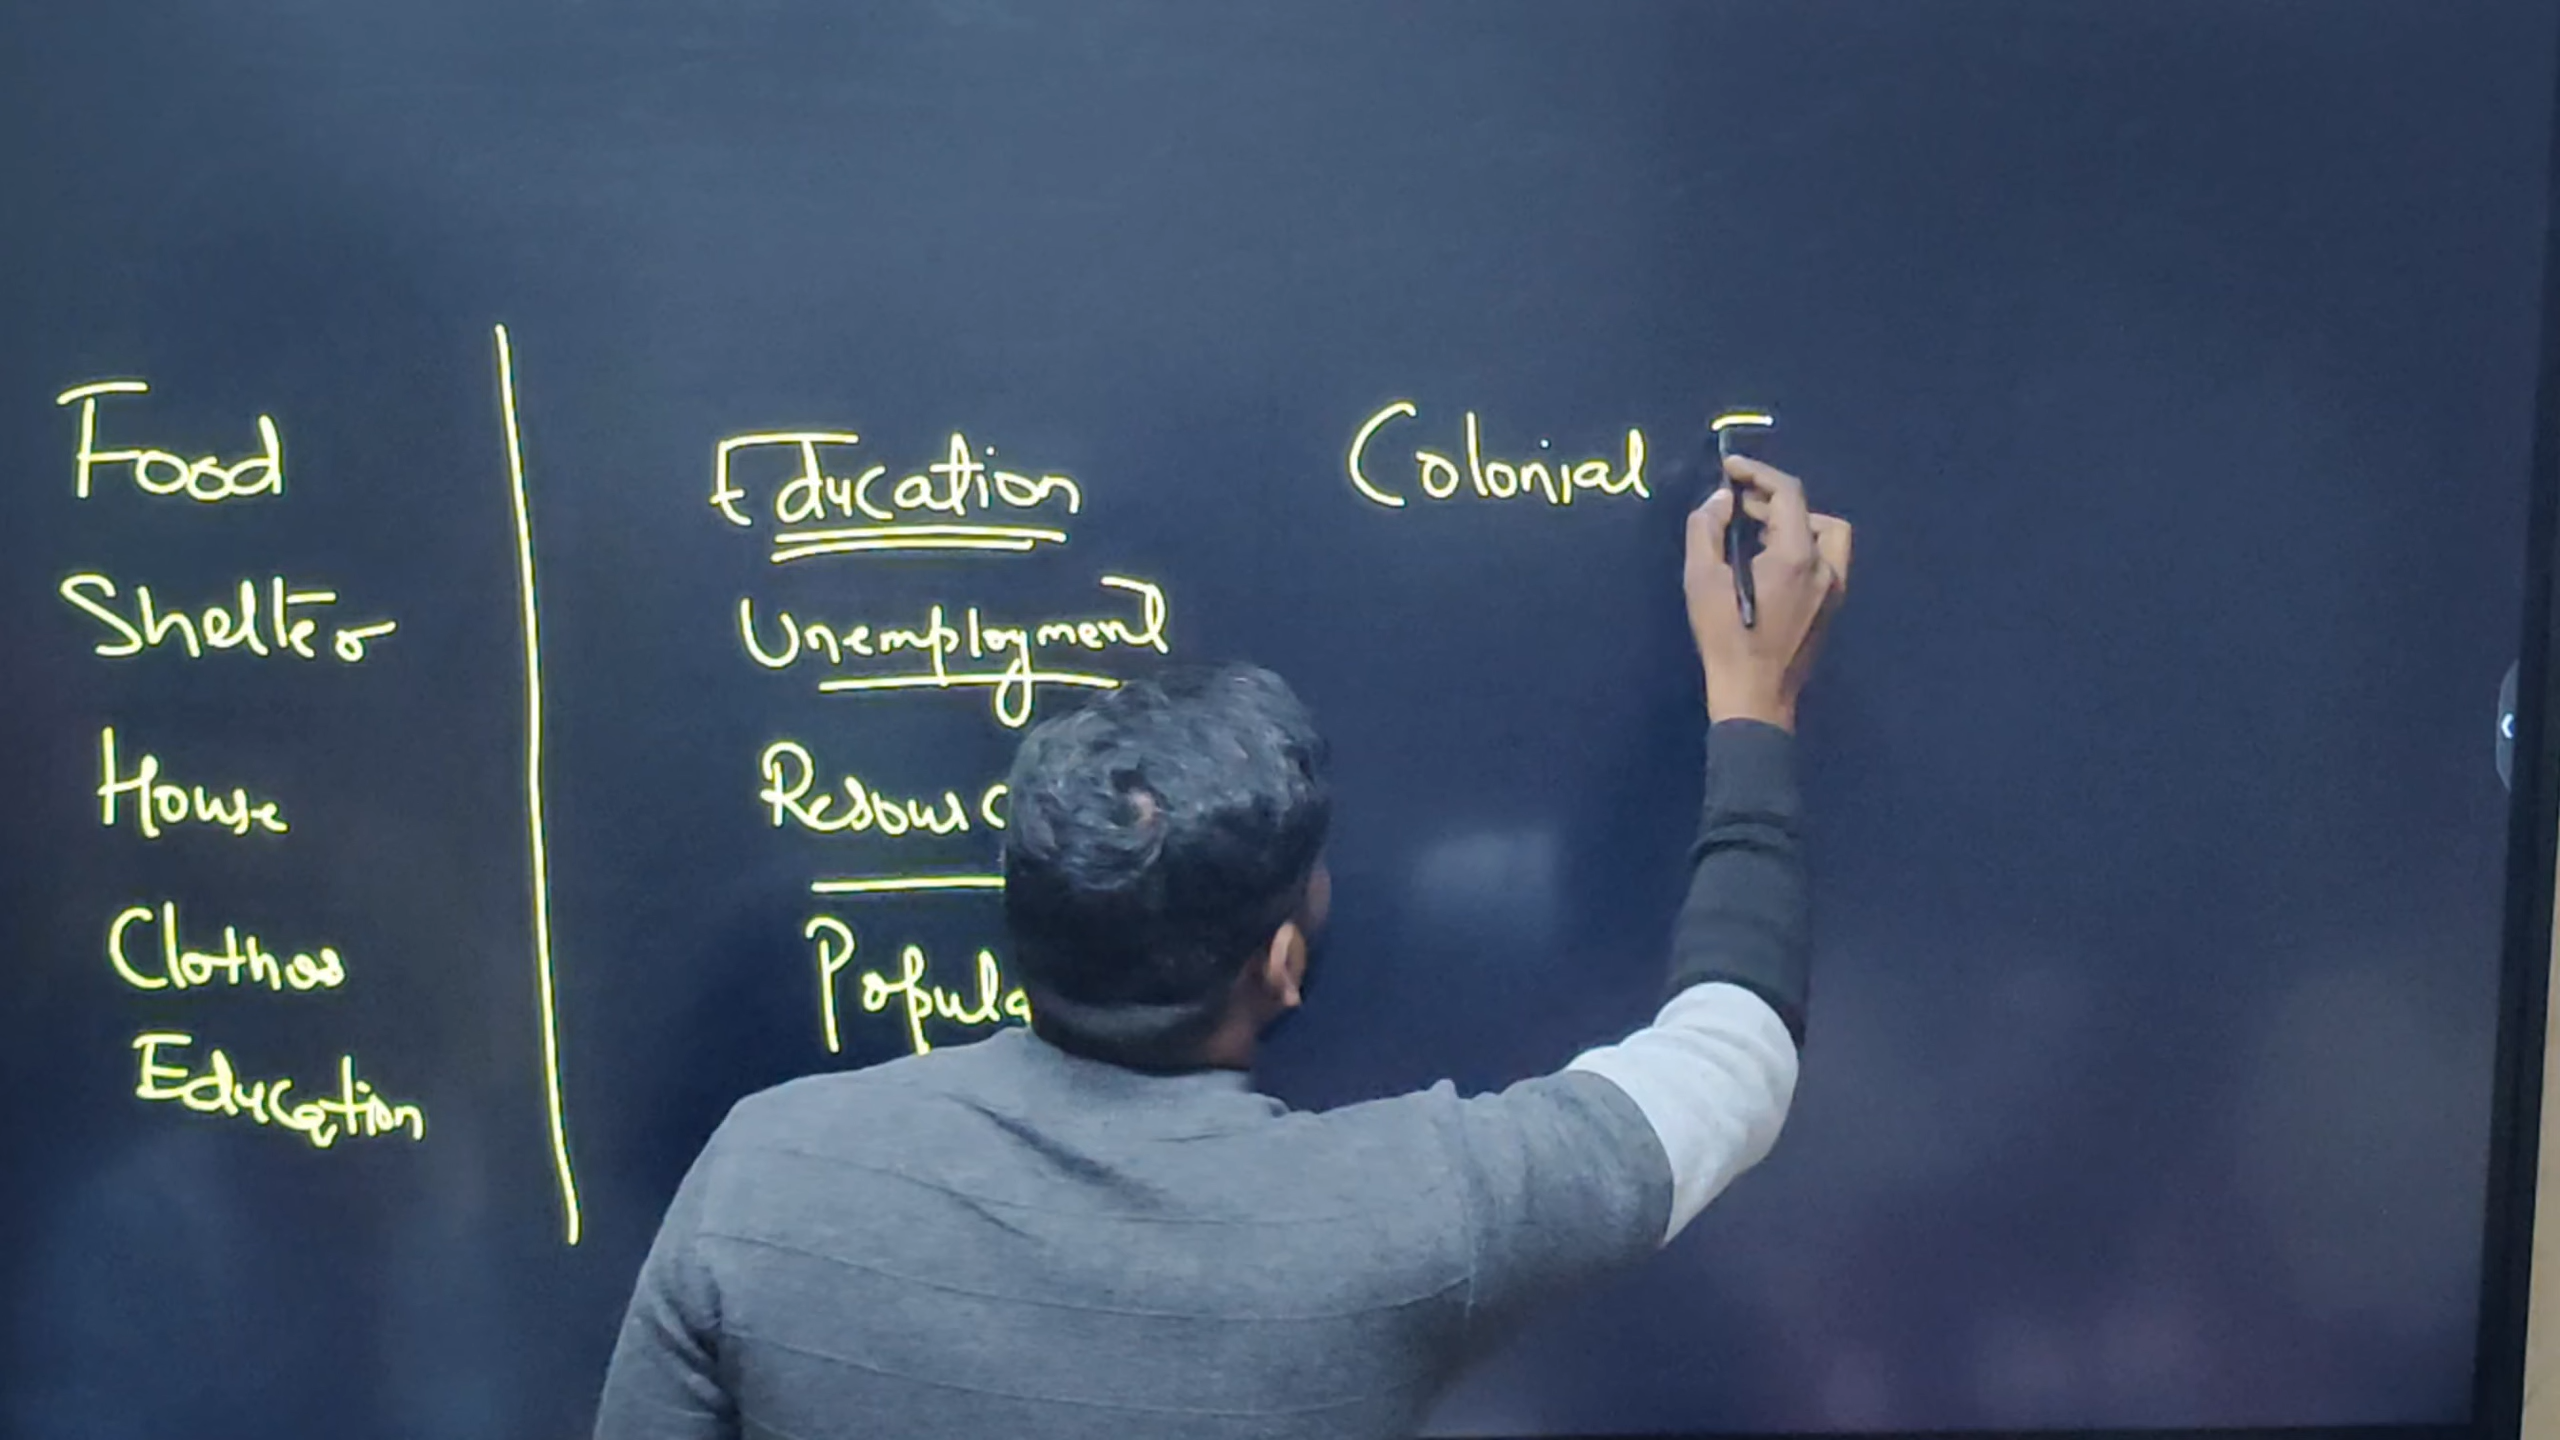 Food
Shelter
House
Clothes
Education
Education
Unemployment
Colonial